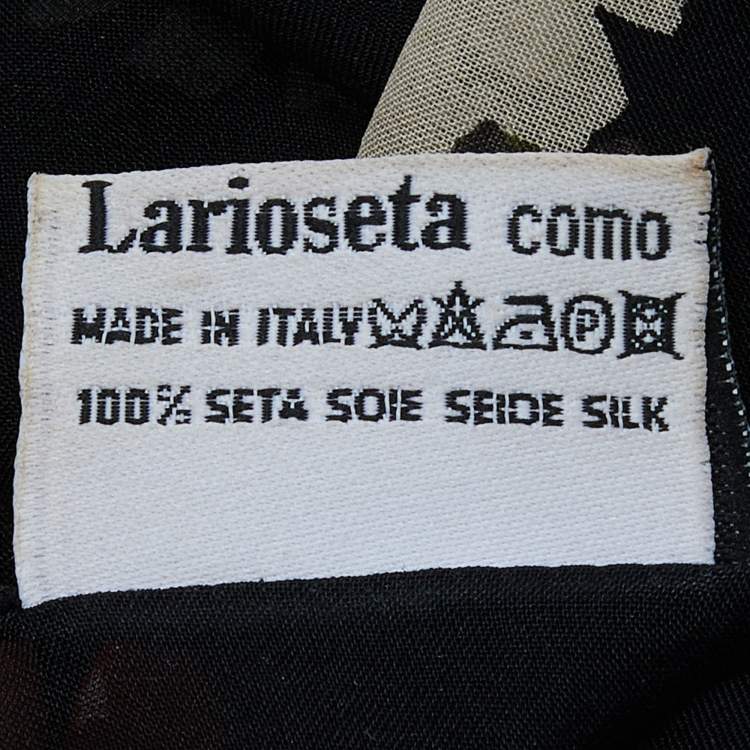 Larioseta como
MADE IN ITALY P
100% SETA SOIE SEIDE SILK